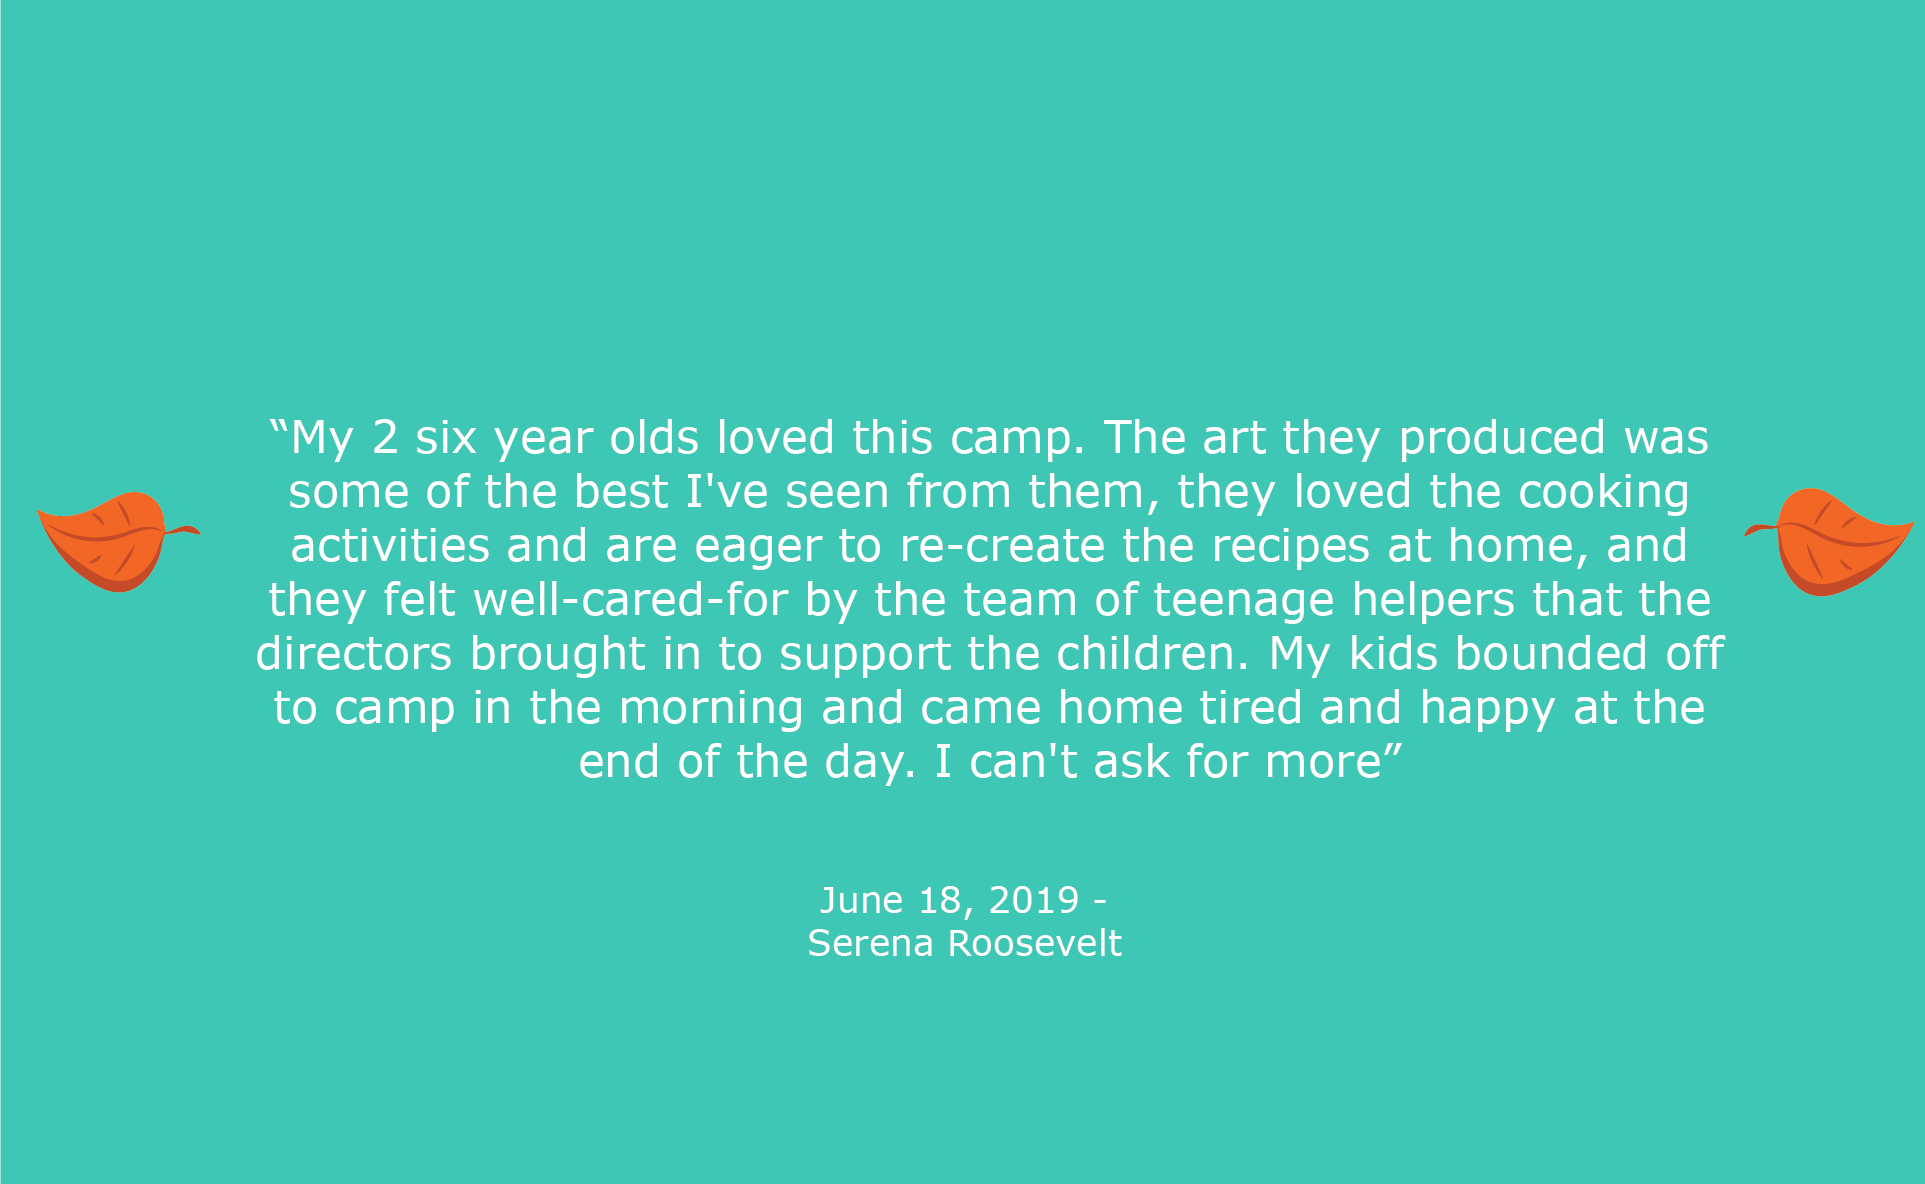 “My 2 six year olds loved this camp. The art they produced was
some of the best I've seen from them, they loved the cooking
activities and are eager to re-create the recipes at home, and
they felt well-cared-for by the team of teenage helpers that the
directors brought in to support the children. My kids bounded off
to camp in the morning and came home tired and happy at the
end of the day. I can't ask for more”
June 18, 2019 -
Serena Roosevelt